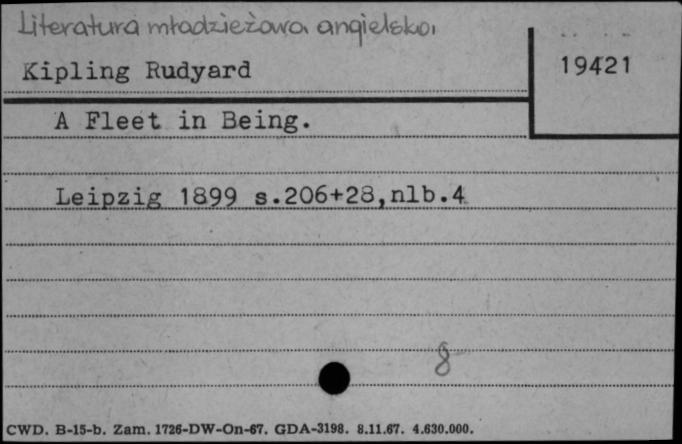 Literatura młodzieżowa angielska
Kipling Rudyard
19421
A Fleet in Being.
Leipzig 1899 s.206+28,nlb.4
8
CWD. B-15-b. Zam. 1726-DW-On-67. GDA-3198. 8.11.67. 4.630.000.